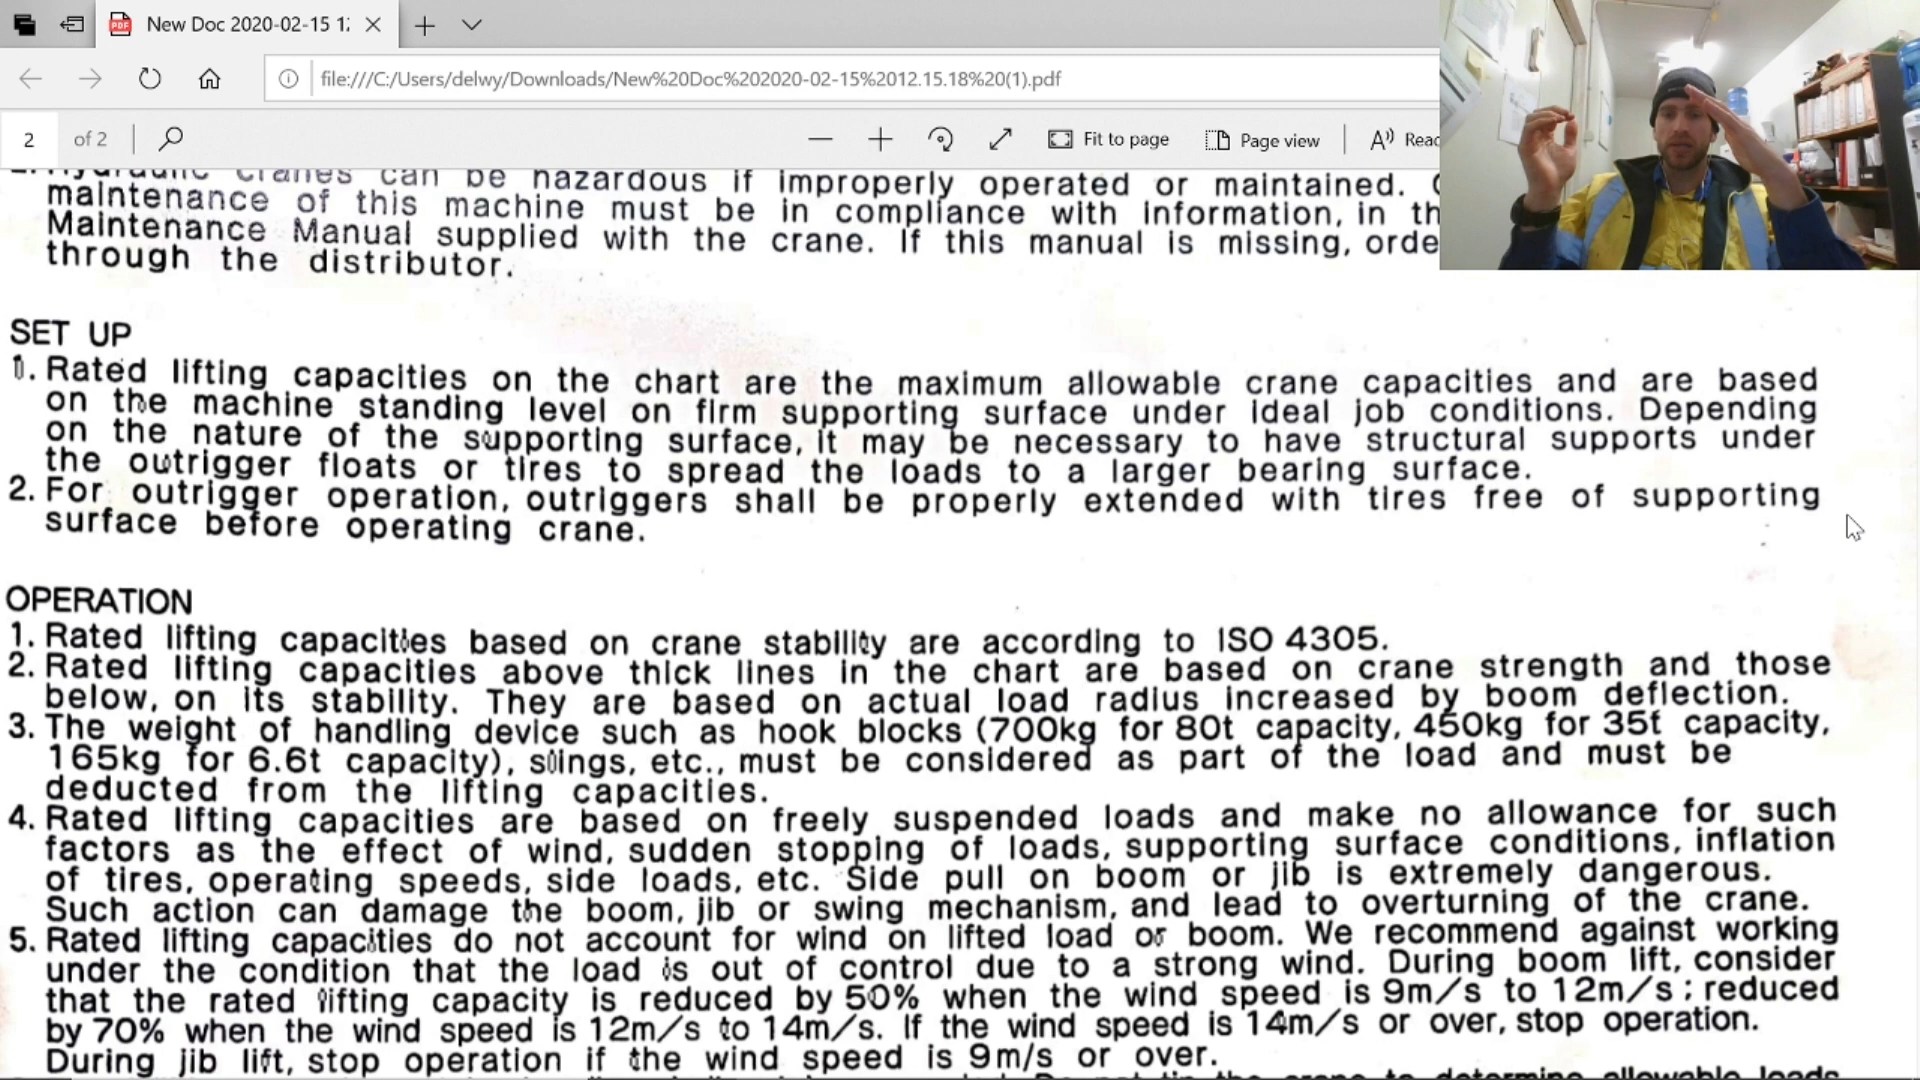 New Doc 2020-02-15 12
file:///C:/Users/delwy/Downloads/New%20Doc%202020-02-15%2012.15.18%20(1).pdf
2 of 2 Fit to page Page view Read
Hydraulic cranes can be hazardous if improperly operated or maintained.
maintenance of this machine must be in compliance with information, in th
Maintenance Manual supplied with the crane. If this manual is missing, orde
through the distributor.
SET UP
1. Rated lifting capacities on the chart are the maximum allowable crane capacities and are based
on the machine standing level on firm supporting surface under ideal job conditions. Depending
on the nature of the supporting surface, it may be necessary to have structural supports under
the outrigger floats or tires to spread the loads to a larger bearing surface.
2. For outrigger operation, outriggers shall be properly extended with tires free of supporting
surface before operating crane.
OPERATION
1. Rated lifting capacities based on crane stability are according to ISO 4305.
2. Rated lifting capacities above thick lines in the chart are based on crane strength and those
below, on its stability. They are based on actual load radius increased by boom deflection.
3. The weight of handling device such as hook blocks (700kg for 80t capacity, 450kg for 35t capacity,
165kg for 6.6t capacity), slings, etc., must be considered as part of the load and must be
deducted from the lifting capacities.
4. Rated lifting capacities are based on freely suspended loads and make no allowance for such
factors as the effect of wind, sudden stopping of loads, supporting surface conditions, inflation
of tires, operating speeds, side loads, etc. Side pull on boom or jib is extremely dangerous.
Such action can damage the boom, jib or swing mechanism, and lead to overturning of the crane.
5. Rated lifting capacities do not account for wind on lifted load or boom. We recommend against working
under the condition that the load is out of control due to a strong wind. During boom lift, consider
that the rated lifting capacity is reduced by 50% when the wind speed is 9m/s to 12m/s; reduced
by 70% when the wind speed is 12m/s to 14m/s. If the wind speed is 14m/s or over, stop operation.
During jib lift, stop operation if the wind speed is 9m/s or over.
to determine allowable loads